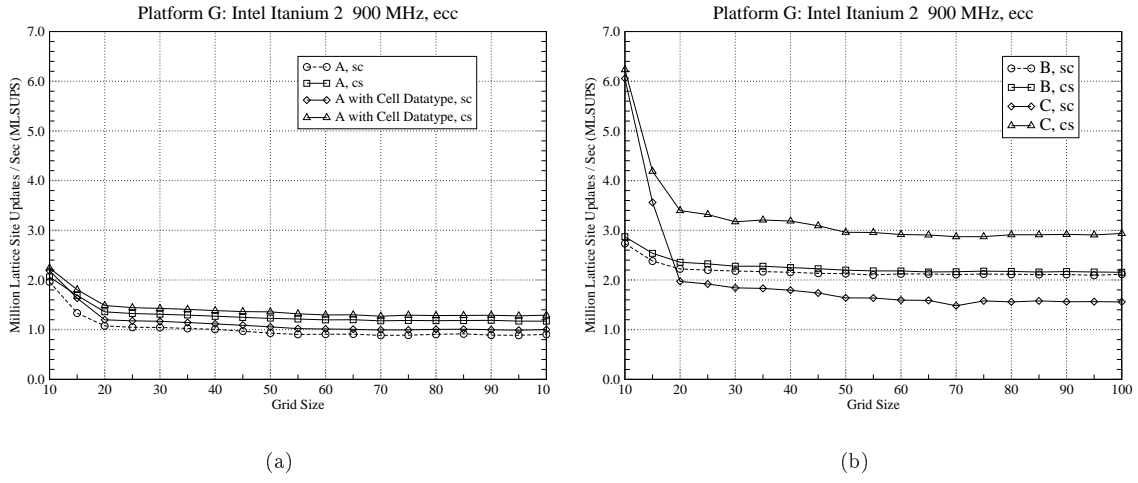 Platform G: Intel Itanium 2 900 MHz, ecc
Million Lattice Site Updates / Sec (MLSUPS)
7.0
6.0
5.0
4.0
3.0
2.0
1.0
0.0
A, sc
A, cs
A with Cell Datatype, sc
A with Cell Datatype, cs
10 20 30 40 50 60 70 80 90 100
Grid Size
(a)
Platform G: Intel Itanium 2 900 MHz, ecc
Million Lattice Site Updates / Sec (MLSUPS)
7.0
6.0
5.0
4.0
3.0
2.0
1.0
0.0
B, sc
B, cs
C, sc
C, cs
10 20 30 40 50 60 70 80 90 100
Grid Size
(b)